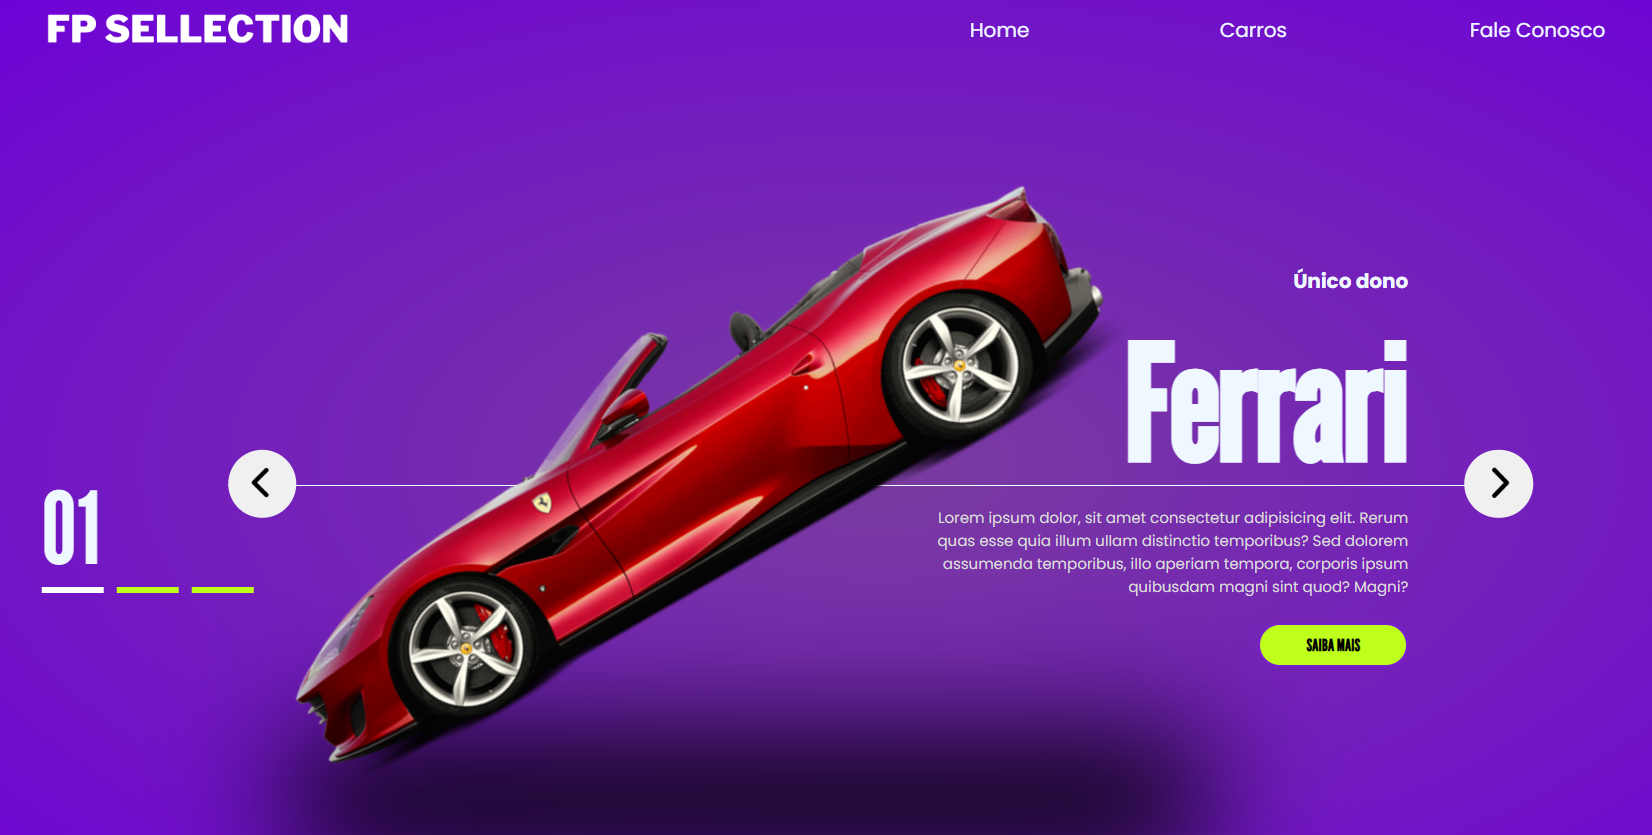 FP SELLECTION
Home
Carros
Fale Conosco
Único dono
Ferrari
01
Lorem ipsum dolor, sit amet consectetur adipisicing elit. Rerum
quas esse quia illum ullam distinctio temporibus? Sed dolorem
assumenda temporibus, illo aperiam tempora, corporis ipsum
quibusdam magni sint quod? Magni?
SAIBA MAIS